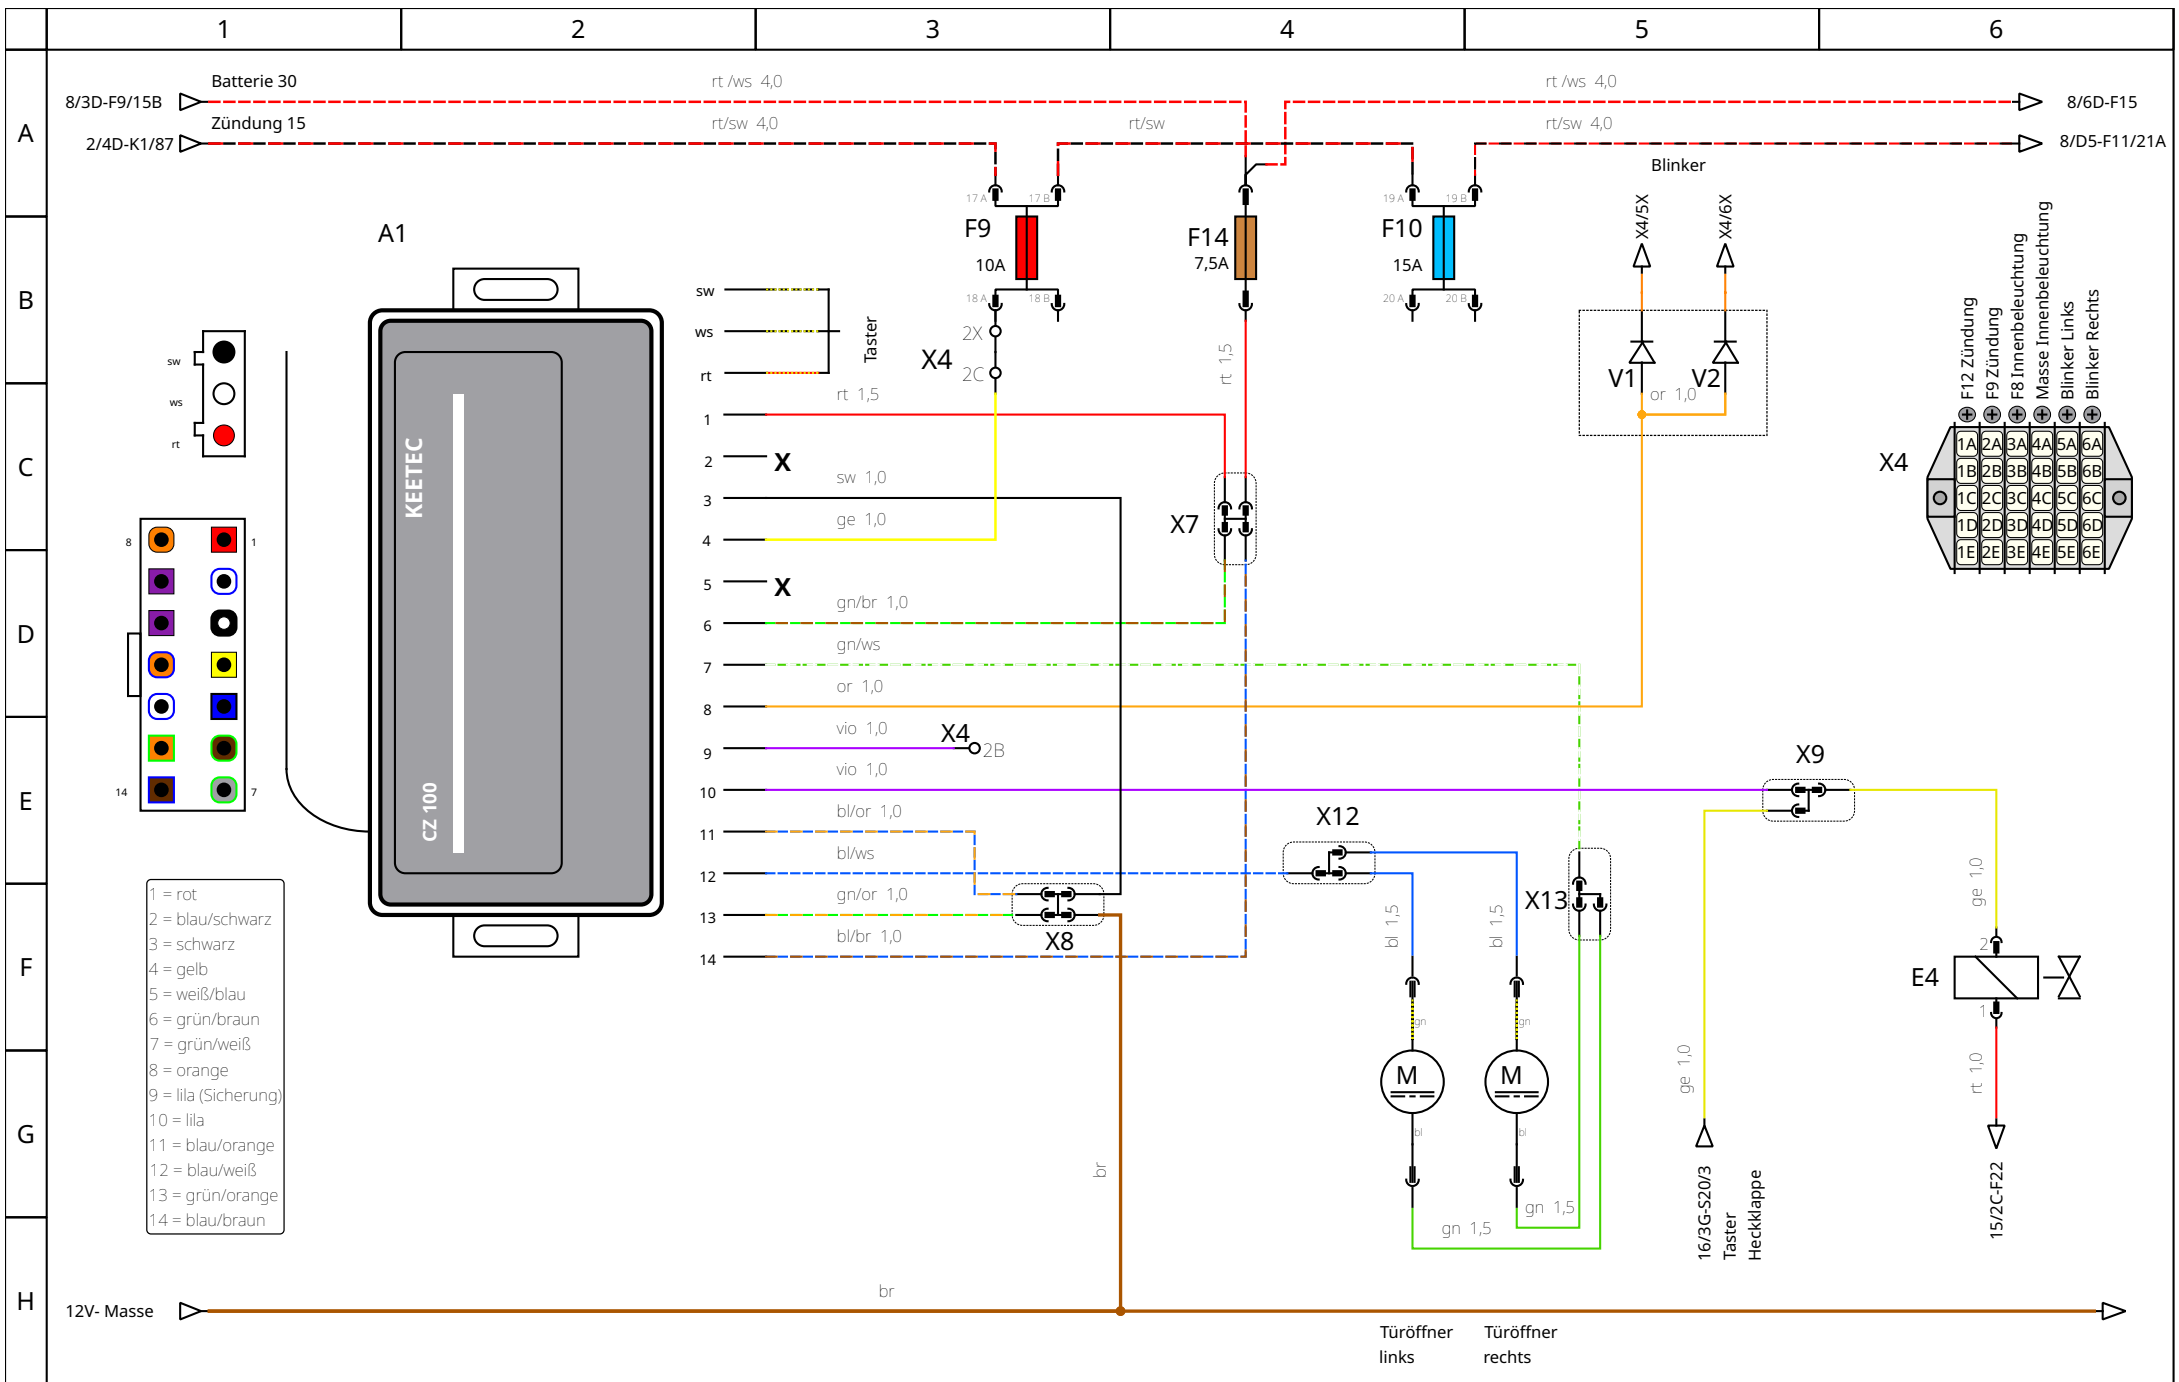 1 2 3 4 5 6
A
B
C
D
E
F
G
H
Batterie 30
8/3D-F9/15B
rt /ws 4,0
rt /ws 4,0
8/6D-F15
Zündung 15
2/4D-K1/87
rt/sw 4,0
rt/sw
rt/sw 4,0
8/D5-F11/21A
Blinker
17 A
17 B
19 A
19 B
X4/5X
X4/6X
A1
F9
10A
F14
7,5A
F10
15A
18 A
18 B
20 A
20 B
sw
ws
rt
Taster
2X
X4
2C
rt 1,5
V1
V2
or 1,0
F12 Zündung
F9 Zündung
F8 Innenbeleuchtung
Masse Innenbeleuchtung
Blinker Links
Blinker Rechts
X4
1A 2A 3A 4A 5A 6A
1B 2B 3B 4B 5B 6B
1C 2C 3C 4C 5C 6C
1D 2D 3D 4D 5D 6D
1E 2E 3E 4E 5E 6E
sw
ws
rt
8
1
14
7
KEETEC
CZ 100
rt 1,5
1
2 X
sw 1,0
3
ge 1,0
4
5 X
gn/br 1,0
6
gn/ws
7
or 1,0
8
vio 1,0
9
X4
2B
vio 1,0
10
bl/or 1,0
11
bl/ws
12
gn/or 1,0
13
bl/br 1,0
14
X7
X8
X12
X13
X9
bl 1,5
bl 1,5
gn
gn
M
M
bl
bl
gn 1,5
gn 1,5
ge 1,0
ge 1,0
2
E4
1
rt 1,0
15/2C-F22
16/3G-S20/3
Taster
Heckklappe
1 = rot
2 = blau/schwarz
3 = schwarz
4 = gelb
5 = weiß/blau
6 = grün/braun
7 = grün/weiß
8 = orange
9 = lila (Sicherung)
10 = lila
11 = blau/orange
12 = blau/weiß
13 = grün/orange
14 = blau/braun
br
br
12V- Masse
Türöffner
links
Türöffner
rechts